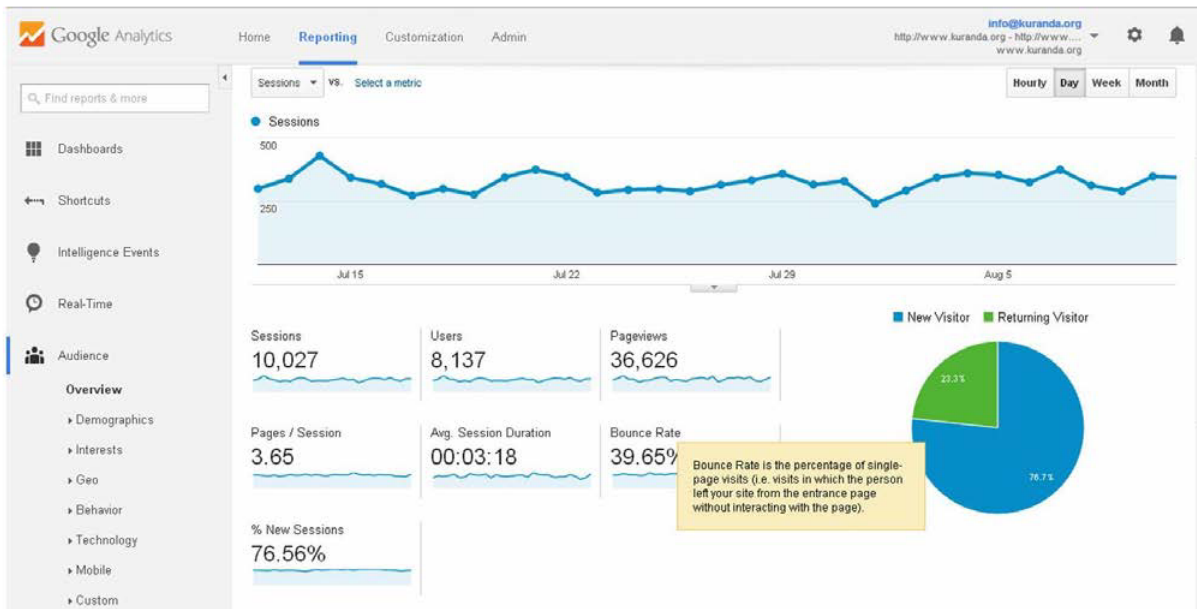 Google Analytics
Home Reporting Customization Admin
info@kuranda.org
http://www.kuranda.org - http://www....
www.kuranda.org
Find reports & more
Dashboards
Shortcuts
Intelligence Events
Real-Time
Audience
Overview
Demographics
Interests
Geo
Behavior
Technology
Mobile
Custom
Sessions VS. Select a metric
Hourly Day Week Month
Sessions
500
250
Jul 15 Jul 22 Jul 29 Aug 5
Sessions
10,027
Users
8,137
Pageviews
36,626
Pages / Session
3.65
Avg. Session Duration
00:03:18
Bounce Rate
39.65%
Bounce Rate is the percentage of single-
page visits (i.e. visits in which the person
left your site from the entrance page
without interacting with the page).
% New Sessions
76.56%
New Visitor Returning Visitor
23.3%
76.7%